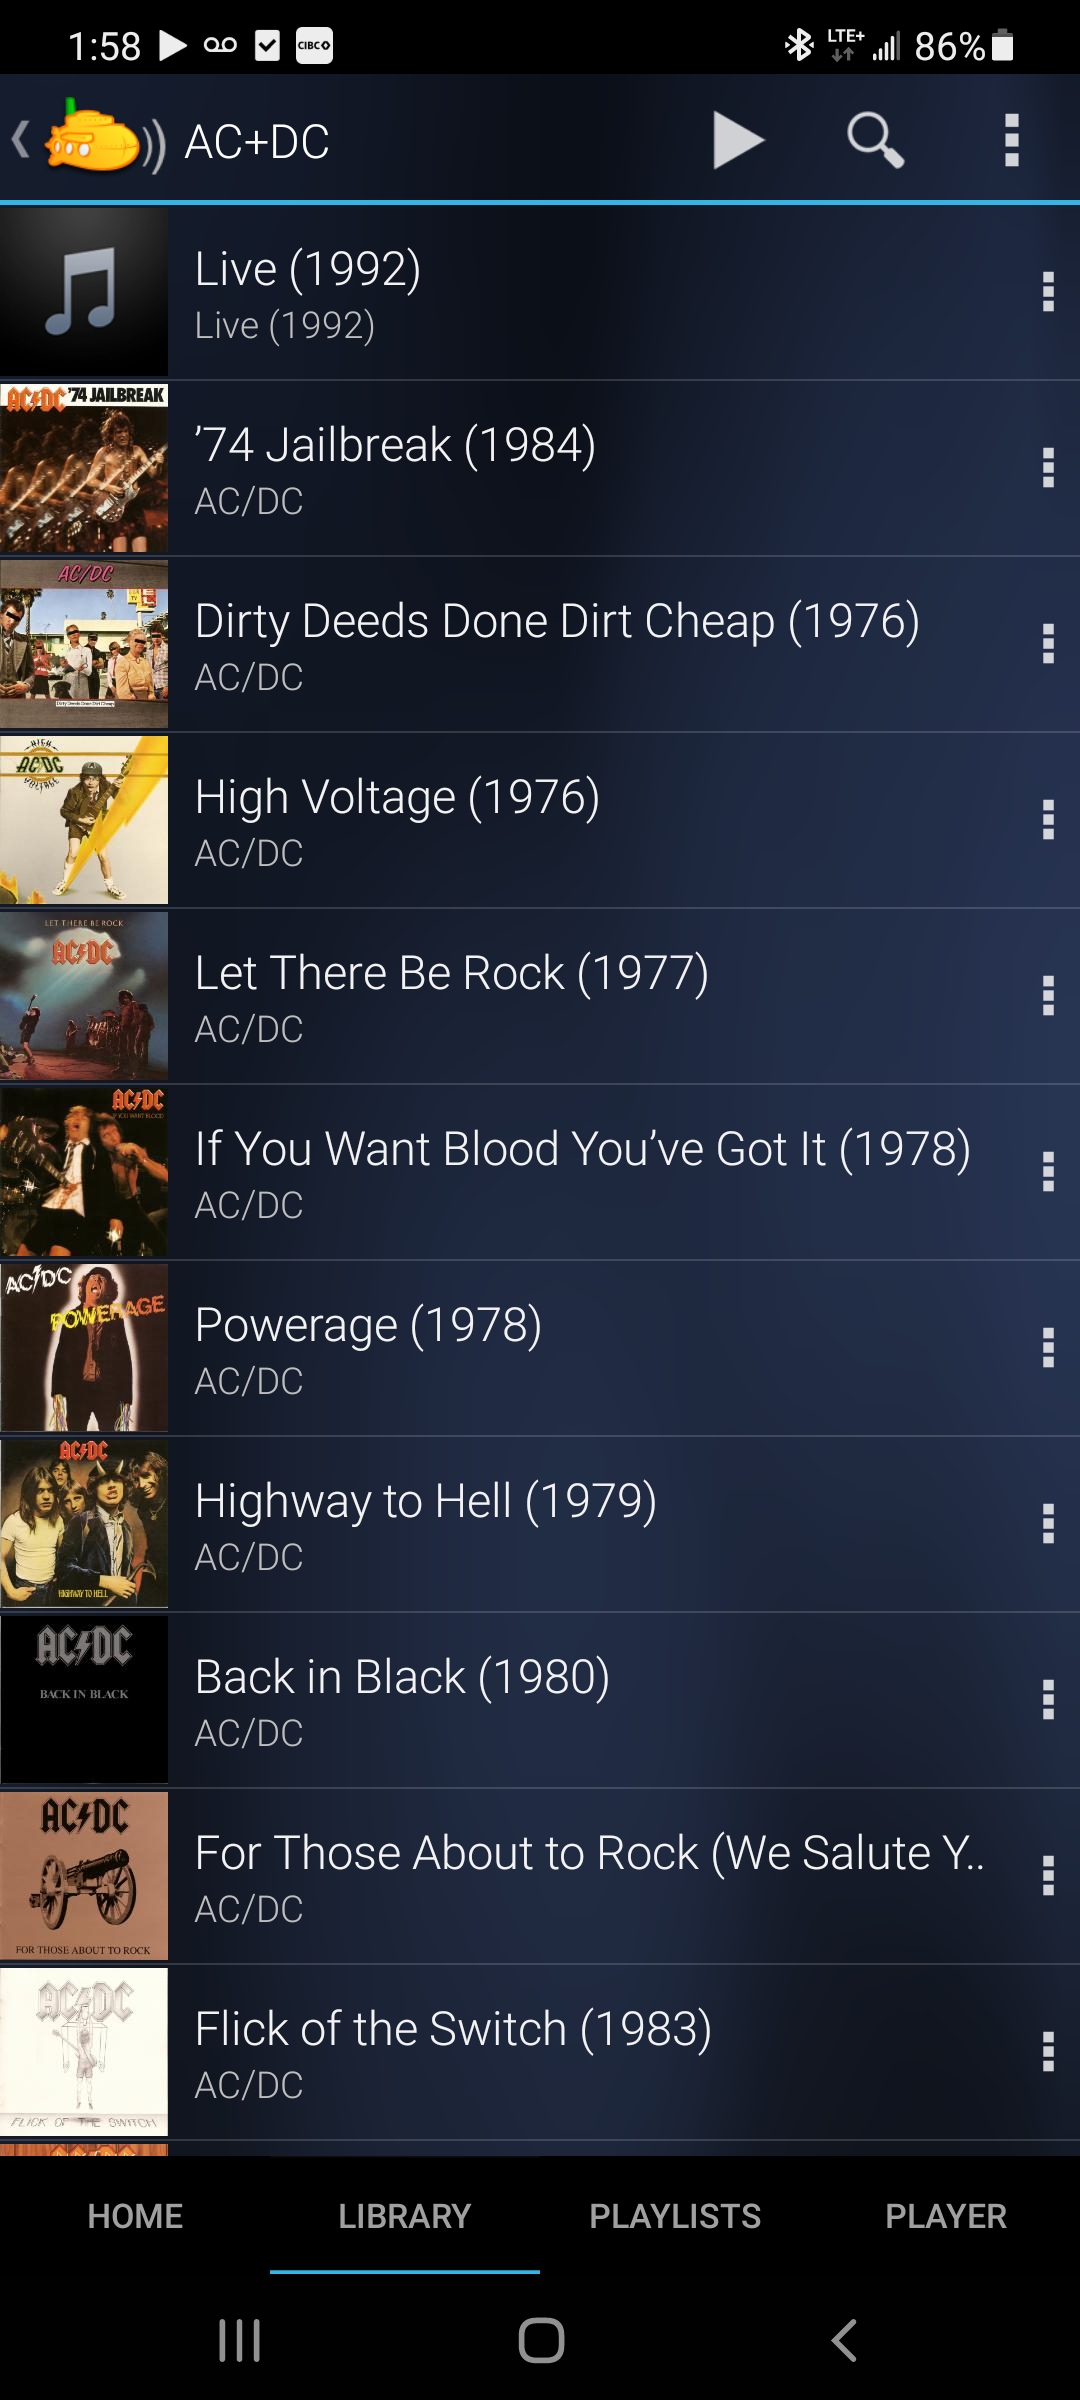 1:58
CIBC
LTE+
86%
AC+DC
Live (1992)
Live (1992)
AC/DC '74 JAILBREAK
’74 Jailbreak (1984)
AC/DC
AC/DC
Dirty Deeds Done Dirt Cheap
Dirty Deeds Done Dirt Cheap (1976)
AC/DC
HIGH
AC/DC
VOLTAGE
High Voltage (1976)
AC/DC
LET THERE BE ROCK
AC/DC
Let There Be Rock (1977)
AC/DC
AC/DC
IF YOU WANT BLOOD
If You Want Blood You’ve Got It (1978)
AC/DC
AC/DC
POWERAGE
Powerage (1978)
AC/DC
AC/DC
HIGHWAY TO HELL
Highway to Hell (1979)
AC/DC
AC/DC
BACK IN BLACK
Back in Black (1980)
AC/DC
AC/DC
FOR THOSE ABOUT TO ROCK
For Those About to Rock (We Salute Y..
AC/DC
AC/DC
FLICK OF THE SWITCH
Flick of the Switch (1983)
AC/DC
HOME
LIBRARY
PLAYLISTS
PLAYER